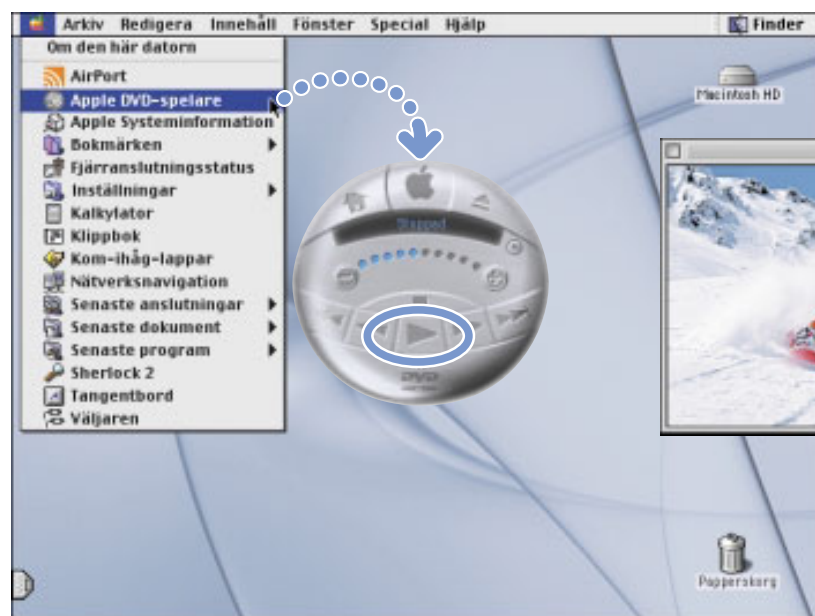 Arkiv Redigera Innehåll Fönster Special Hjälp Finder
Om den här datorn
AirPort
Apple DVD-spelare
Apple Systeminformation
Bokmärken
Fjärranslutningsstatus
Inställningar
Kalkylator
Klippbok
Kom-ihåg-lappar
Nätverksnavigation
Senaste anslutningar
Senaste dokument
Senaste program
Sherlock 2
Tangentbord
Väljaren
Macintosh HD
Stopped
DVD
Papperskorg